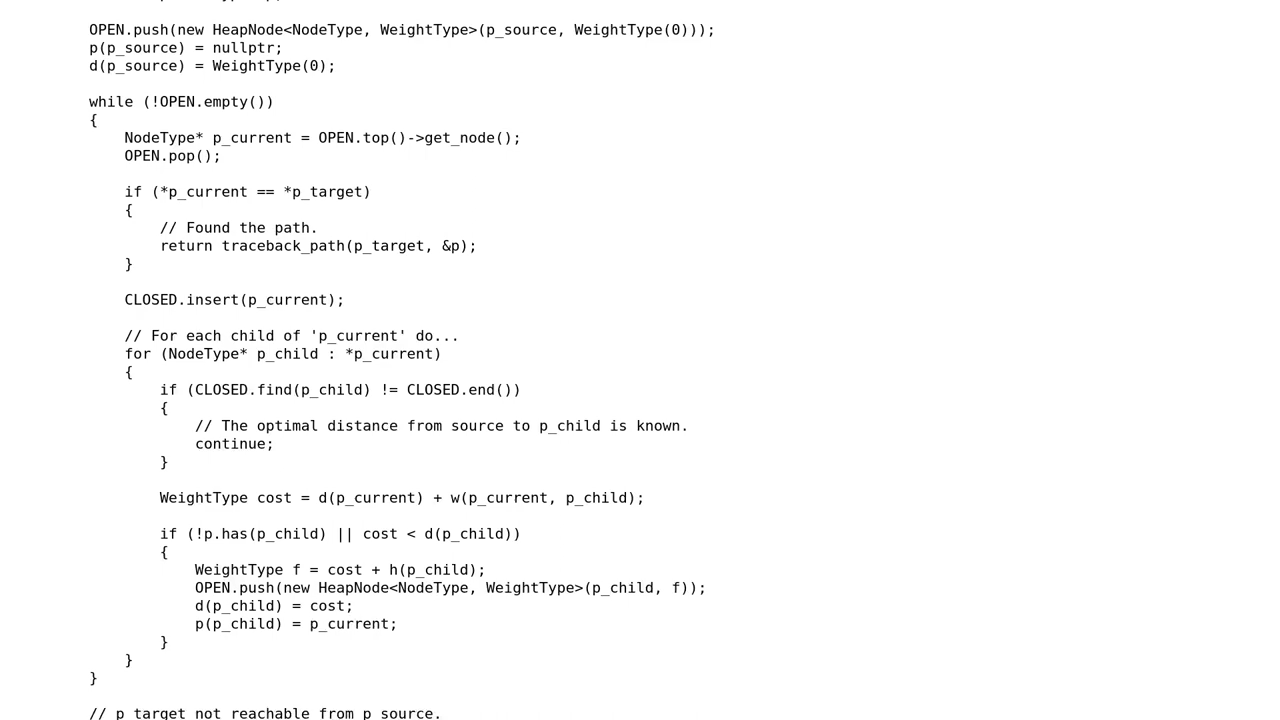 OPEN.push(new HeapNode<NodeType, WeightType>(p_source, WeightType(0)));
p(p_source) = nullptr;
d(p_source) = WeightType(0);

while (!OPEN.empty())
{
    NodeType* p_current = OPEN.top()->get_node();
    OPEN.pop();

    if (*p_current == *p_target)
    {
        // Found the path.
        return traceback_path(p_target, &p);
    }

    CLOSED.insert(p_current);

    // For each child of 'p_current' do...
    for (NodeType* p_child : *p_current)
    {
        if (CLOSED.find(p_child) != CLOSED.end())
        {
            // The optimal distance from source to p_child is known.
            continue;
        }

        WeightType cost = d(p_current) + w(p_current, p_child);

        if (!p.has(p_child) || cost < d(p_child))
        {
            WeightType f = cost + h(p_child);
            OPEN.push(new HeapNode<NodeType, WeightType>(p_child, f));
            d(p_child) = cost;
            p(p_child) = p_current;
        }
    }
}

// p_target not reachable from p_source.